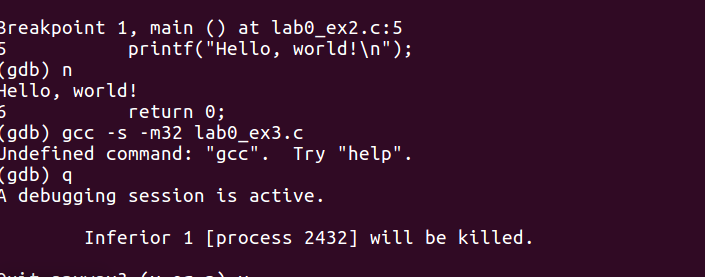 Breakpoint 1, main () at lab0_ex2.c:5
5 printf("Hello, world!\n");
(gdb) n
Hello, world!
6 return 0;
(gdb) gcc -s -m32 lab0_ex3.c
Undefined command: "gcc".  Try "help".
(gdb) q
A debugging session is active.
Inferior 1 [process 2432] will be killed.